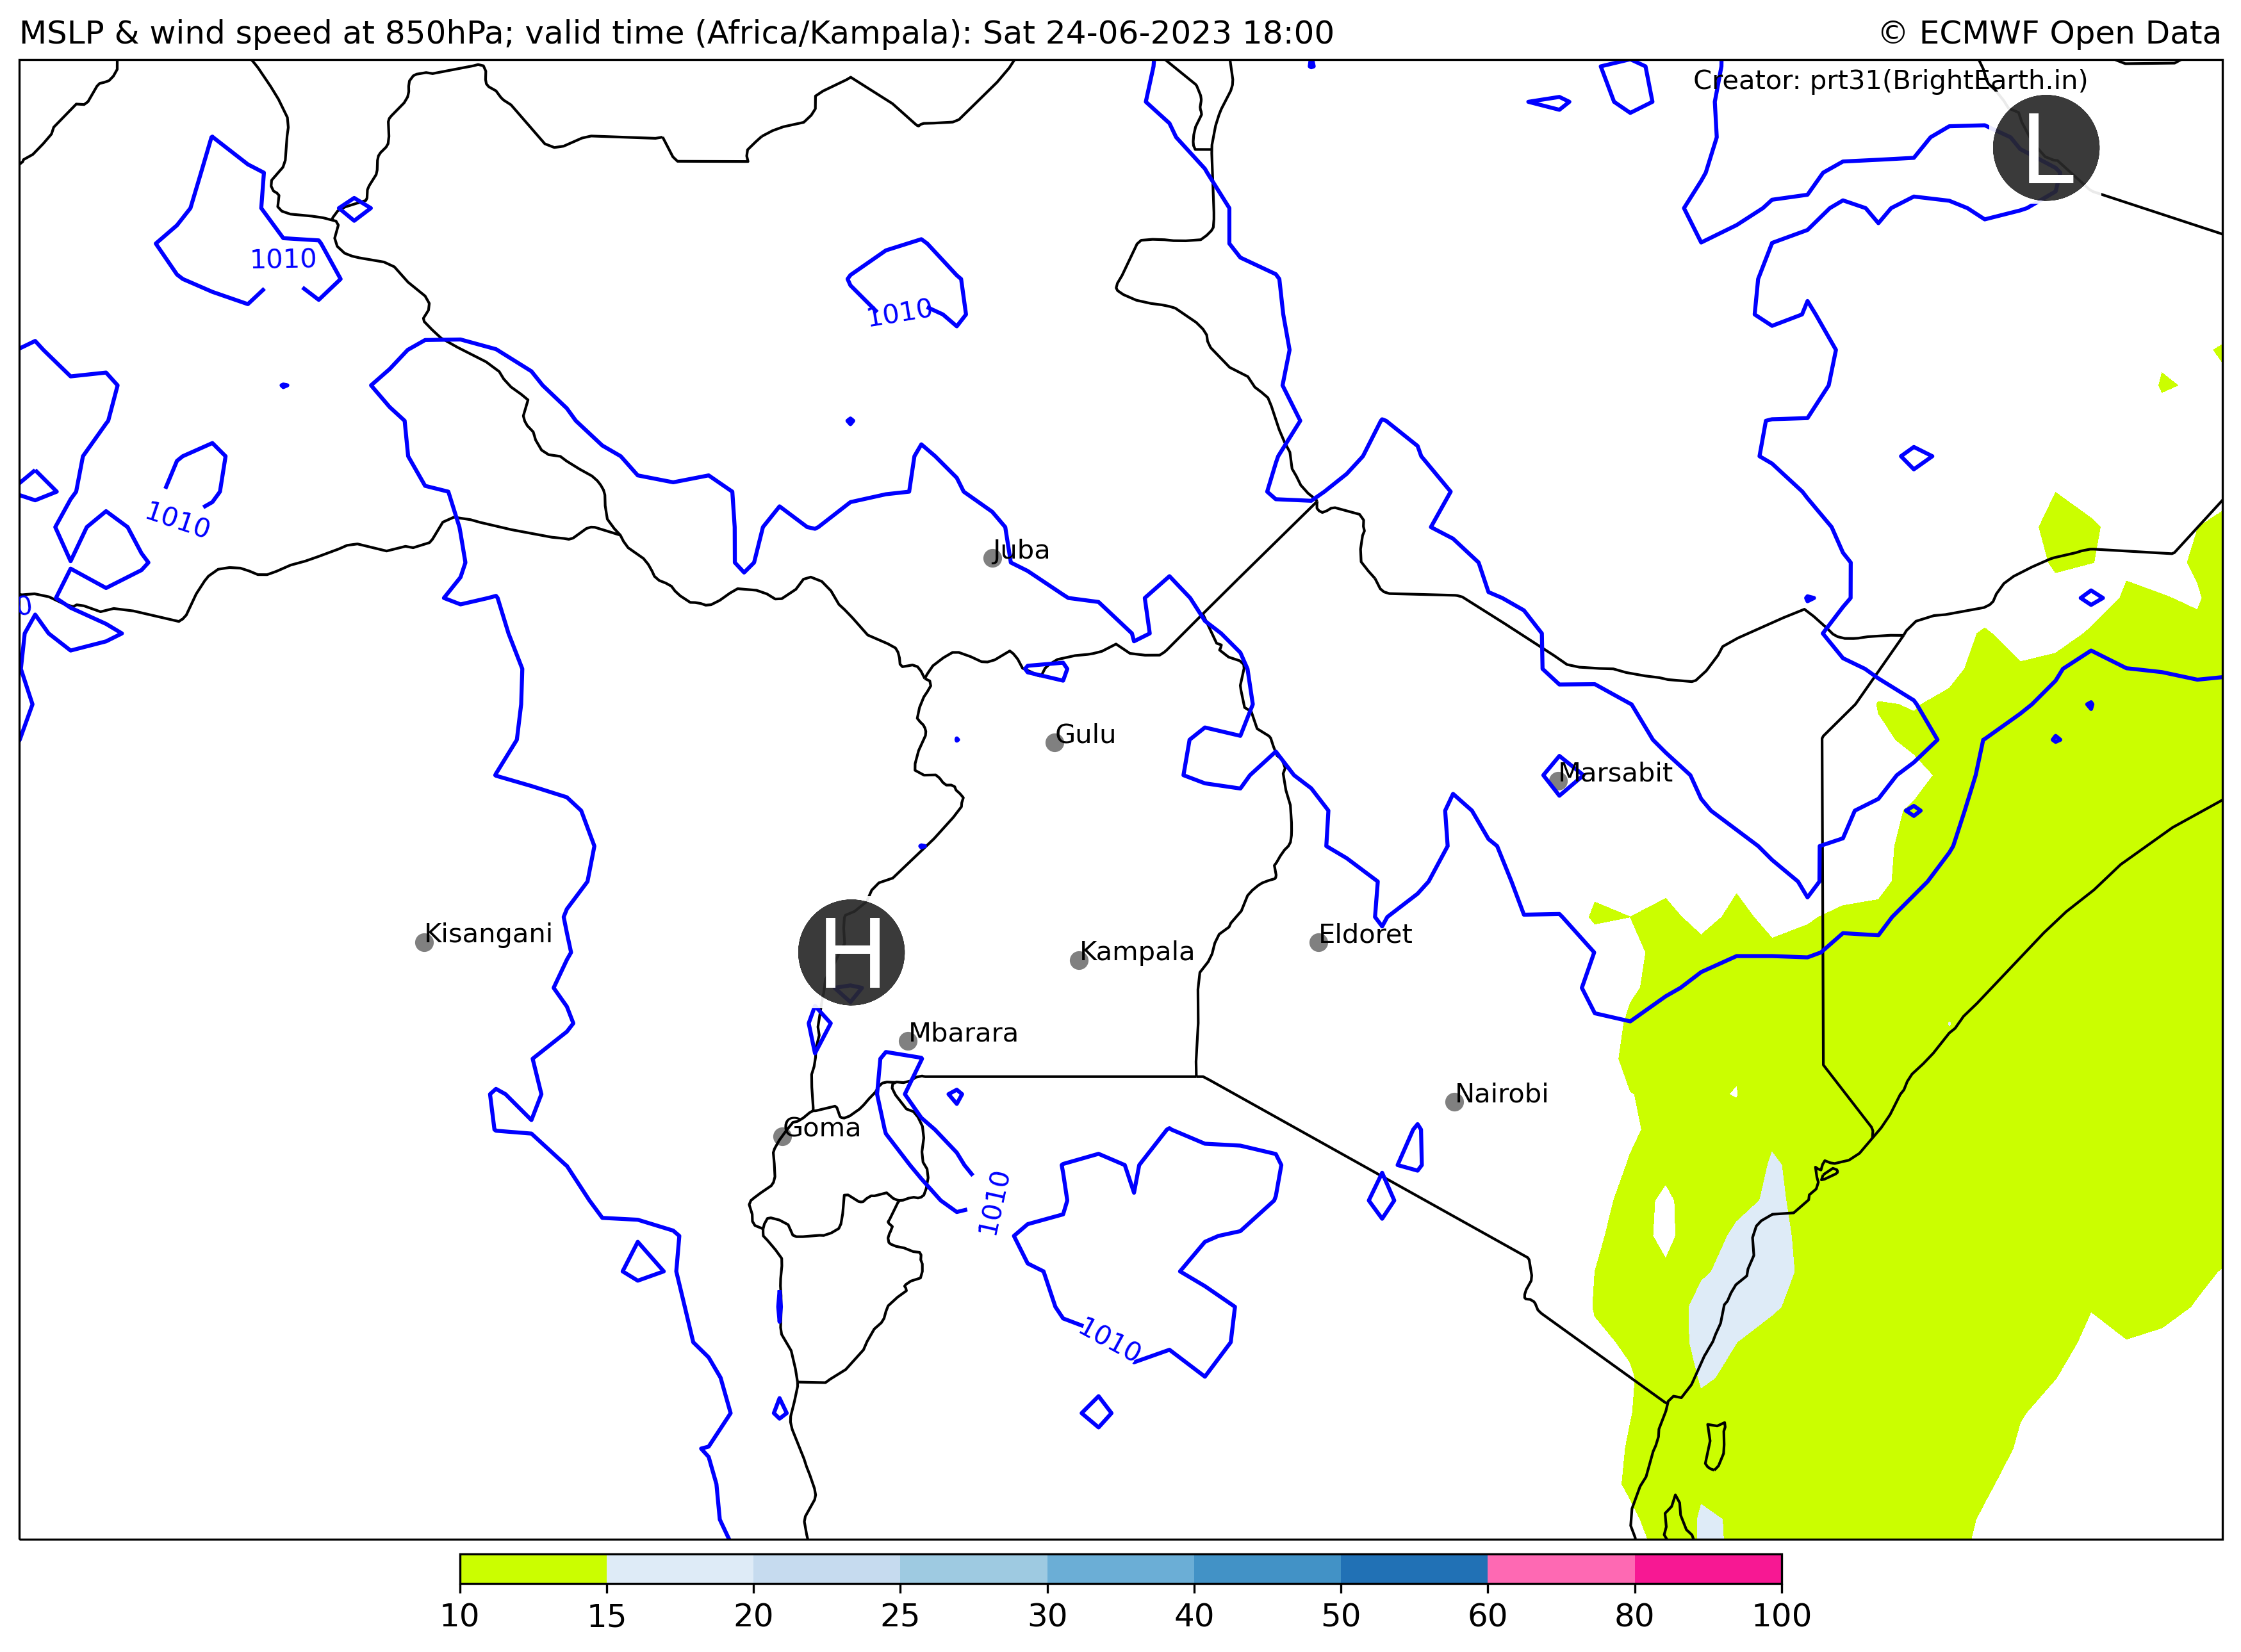 MSLP & wind speed at 850hPa; valid time (Africa/Kampala): Sat 24-06-2023 18:00
© ECMWF Open Data
Creator: prt31(BrightEarth.in)
L
1010
1010
1010
Juba
0
Gulu
Marsabit
Kisangani
H
Kampala
Eldoret
Mbarara
Nairobi
Goma
1010
1010
10 15 20 25 30 40 50 60 80 100